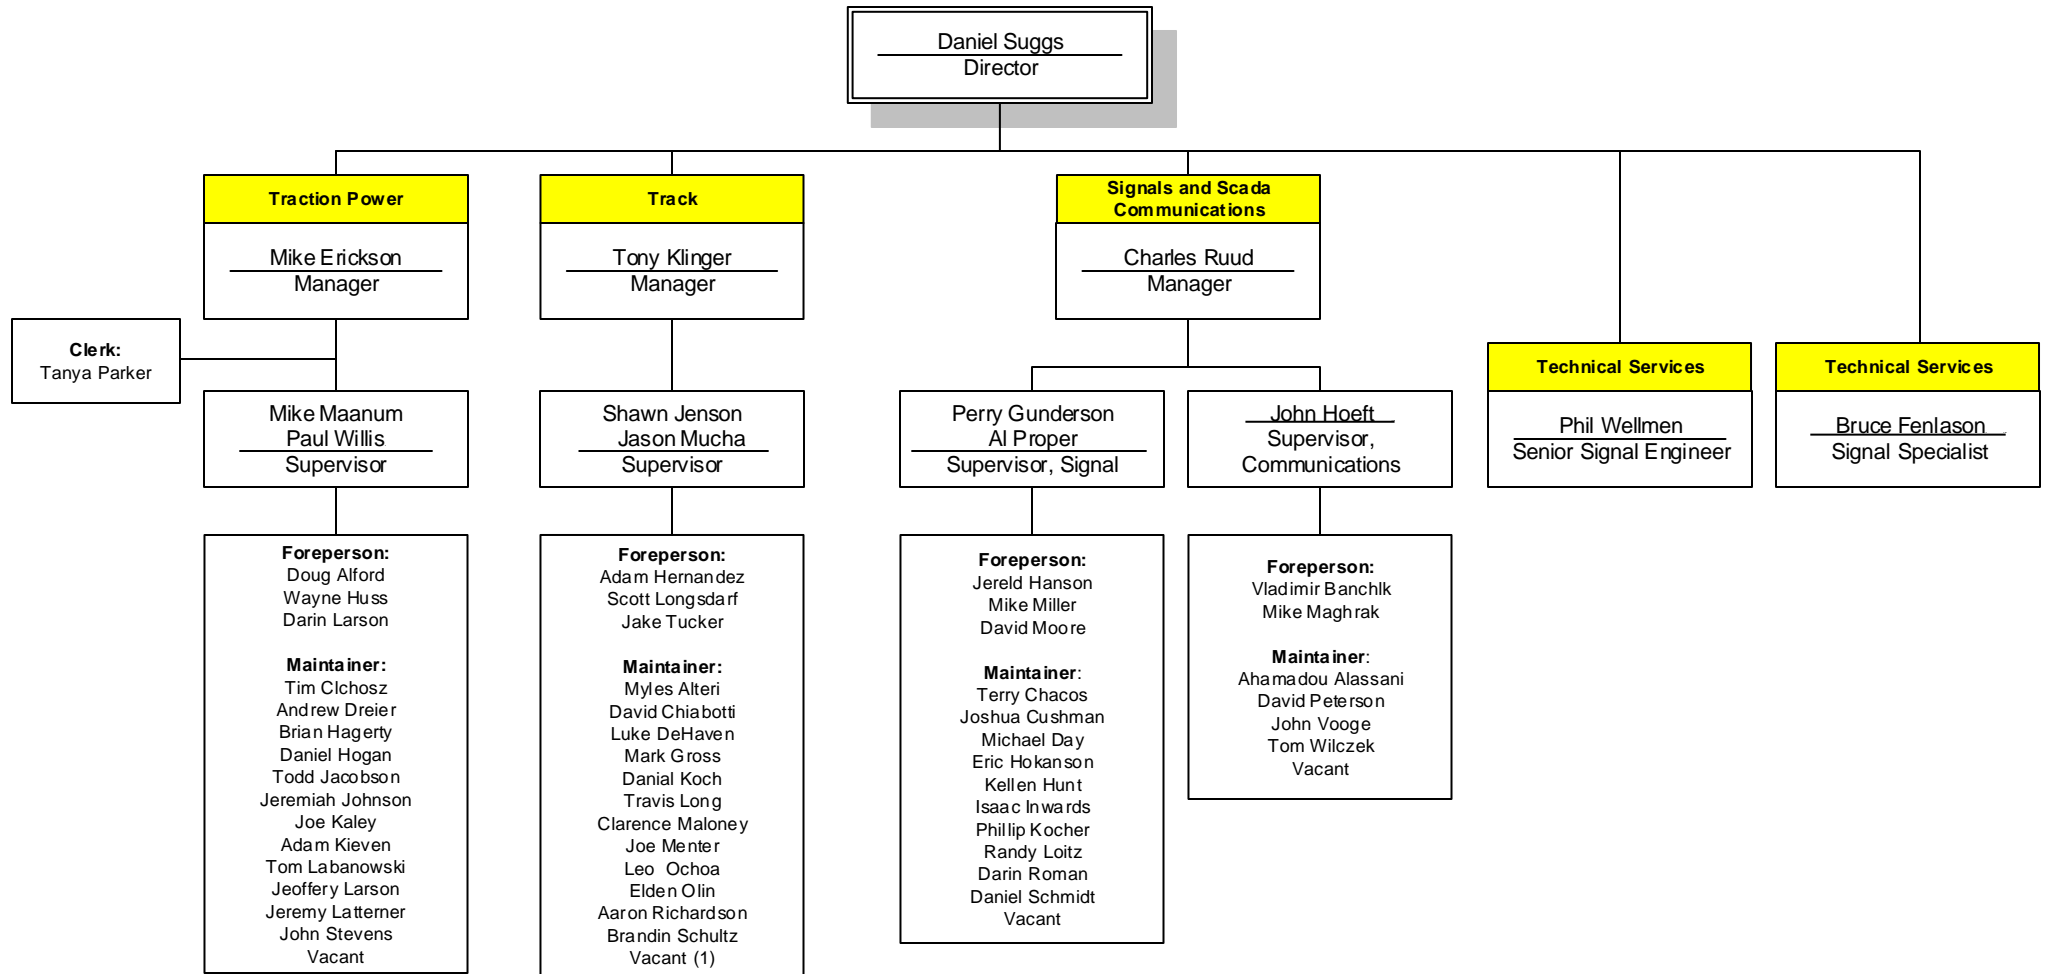 Daniel Suggs
Director
Traction Power
Mike Erickson
Manager
Track
Tony Klinger
Manager
Signals and Scada
Communications
Charles Ruud
Manager
Clerk:
Tanya Parker
Mike Maanum
Paul Willis
Supervisor
Shawn Jenson
Jason Mucha
Supervisor
Perry Gunderson
Al Proper
Supervisor, Signal
John Hoeft
Supervisor,
Communications
Technical Services
Phil Wellmen
Senior Signal Engineer
Technical Services
Bruce Fenlason
Signal Specialist
Foreperson:
Doug Alford
Wayne Huss
Darin Larson
Maintainer:
Tim Clchosz
Andrew Dreier
Brian Hagerty
Daniel Hogan
Todd Jacobson
Jeremiah Johnson
Joe Kaley
Adam Kieven
Tom Labanowski
Jeoffery Larson
Jeremy Latterner
John Stevens
Vacant
Foreperson:
Adam Hernandez
Scott Longsdarf
Jake Tucker
Maintainer:
Myles Alteri
David Chiabotti
Luke DeHaven
Mark Gross
Danial Koch
Travis Long
Clarence Maloney
Joe Menter
Leo Ochoa
Elden Olin
Aaron Richardson
Brandin Schultz
Vacant (1)
Foreperson:
Jereld Hanson
Mike Miller
David Moore
Maintainer:
Terry Chacos
Joshua Cushman
Michael Day
Eric Hokanson
Kellen Hunt
Isaac Inwards
Phillip Kocher
Randy Loitz
Darin Roman
Daniel Schmidt
Vacant
Foreperson:
Vladimir Banchlk
Mike Maghrak
Maintainer:
Ahamadou Alassani
David Peterson
John Vooge
Tom Wilczek
Vacant